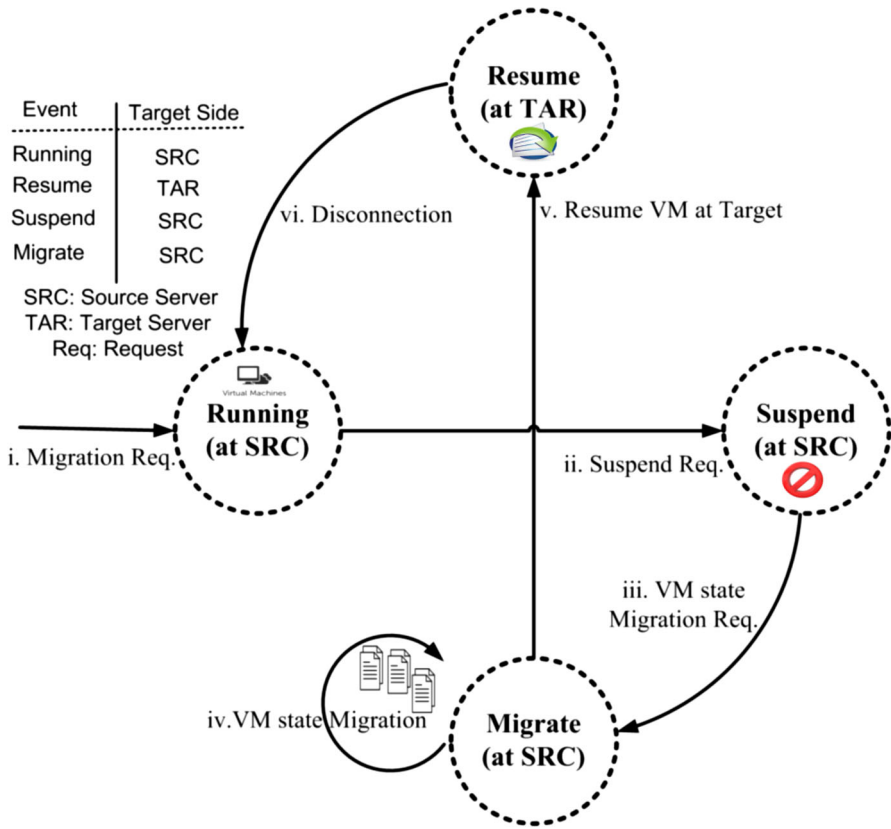 Resume
(at TAR)
Event Target Side
Running SRC
Resume TAR
Suspend SRC
Migrate SRC
SRC: Source Server
TAR: Target Server
Req: Request
vi. Disconnection
v. Resume VM at Target
Virtual Machines
Running
(at SRC)
i. Migration Req.
Suspend
(at SRC)
ii. Suspend Req.
iii. VM state
Migration Req.
iv.VM state Migration
Migrate
(at SRC)